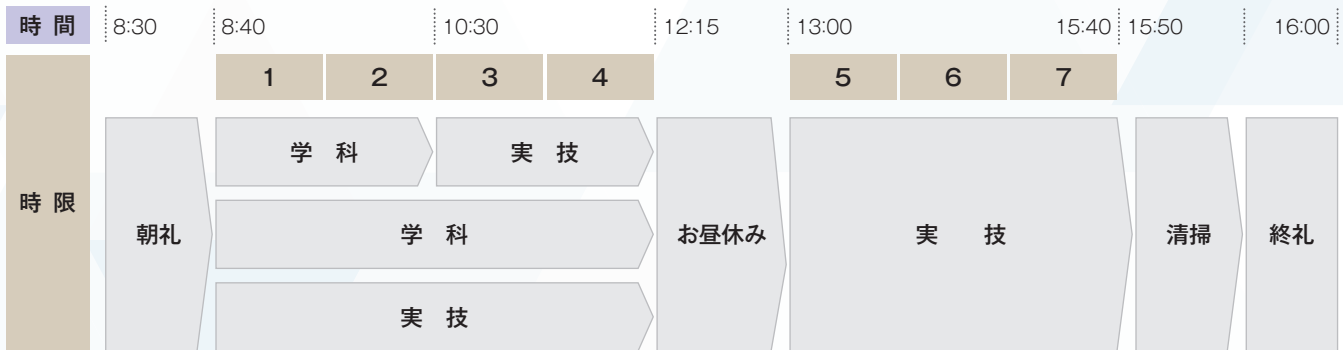 時間 8:30 8:40 10:30 12:15 13:00 15:40 15:50 16:00
時限
1 2 3 4 5 6 7
学科 実技
朝礼 学科 お昼休み 実技 清掃 終礼
実技